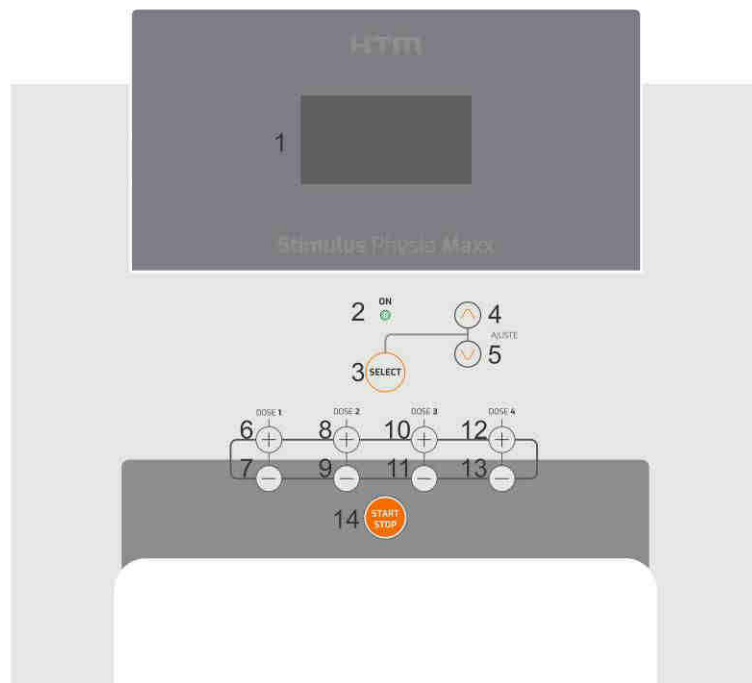 HTM
1
Stimulus Physio Maxx
2 ON 4
AJUSTE
5
3 SELECT
DOSE 1 DOSE 2 DOSE 3 DOSE 4
6 + 8 + 10 + 12 +
7 − 9 − 11 − 13 −
14 START
STOP